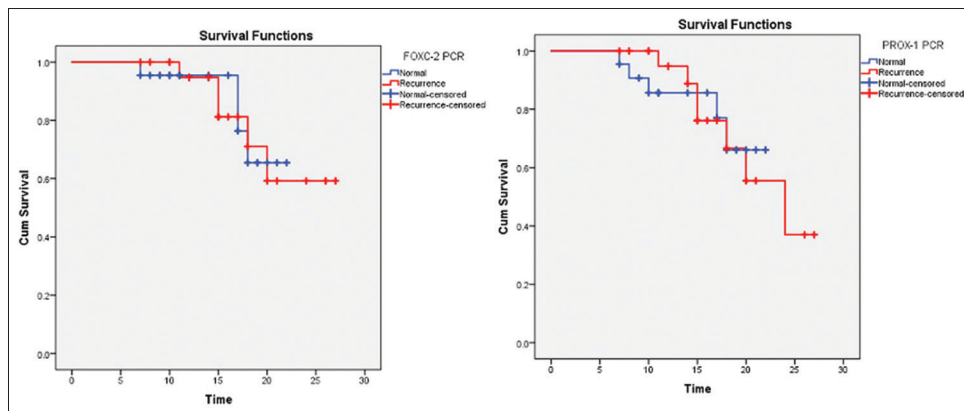 Survival Functions
FOXC-2 PCR
Normal
Recurrence
Normal-censored
Recurrence-censored
1.0
0.8
0.6
0.4
0.2
0.0
Cum Survival
0 5 10 15 20 25 30
Time
Survival Functions
PROX-1 PCR
Normal
Recurrence
Normal-censored
Recurrence-censored
1.0
0.8
0.6
0.4
0.2
0.0
Cum Survival
0 5 10 15 20 25 30
Time